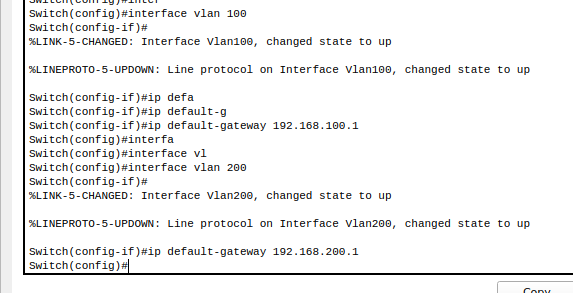 Switch(config)#inter
Switch(config)#interface vlan 100
Switch(config-if)#
%LINK-5-CHANGED: Interface Vlan100, changed state to up
%LINEPROTO-5-UPDOWN: Line protocol on Interface Vlan100, changed state to up
Switch(config-if)#ip defa
Switch(config-if)#ip default-g
Switch(config-if)#ip default-gateway 192.168.100.1
Switch(config)#interfa
Switch(config)#interface vl
Switch(config)#interface vlan 200
Switch(config-if)#
%LINK-5-CHANGED: Interface Vlan200, changed state to up
%LINEPROTO-5-UPDOWN: Line protocol on Interface Vlan200, changed state to up
Switch(config-if)#ip default-gateway 192.168.200.1
Switch(config)#
Copy